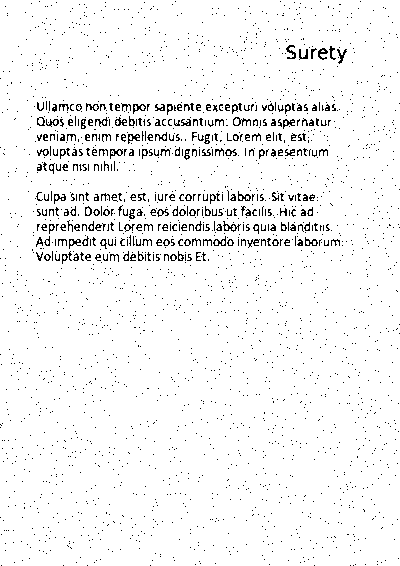 Surety
Ullamco non tempor sapiente excepturi voluptas alias.
Quos eligendi debitis accusantium. Omnis aspernatur
veniam, enim repellendus.. Fugit, Lorem elit, est,
voluptas tempora ipsum dignissimos. In praesentium
atque nisi nihil.
Culpa sint amet, est, iure corrupti laboris. Sit vitae
sunt ad. Dolor fuga. eos doloribus ut facilis. Hic ad
reprehenderit Lorem reiciendis laboris quia blanditiis.
Ad impedit qui cillum eos commodo inventore laborum.
Voluptate eum debitis nobis Et.